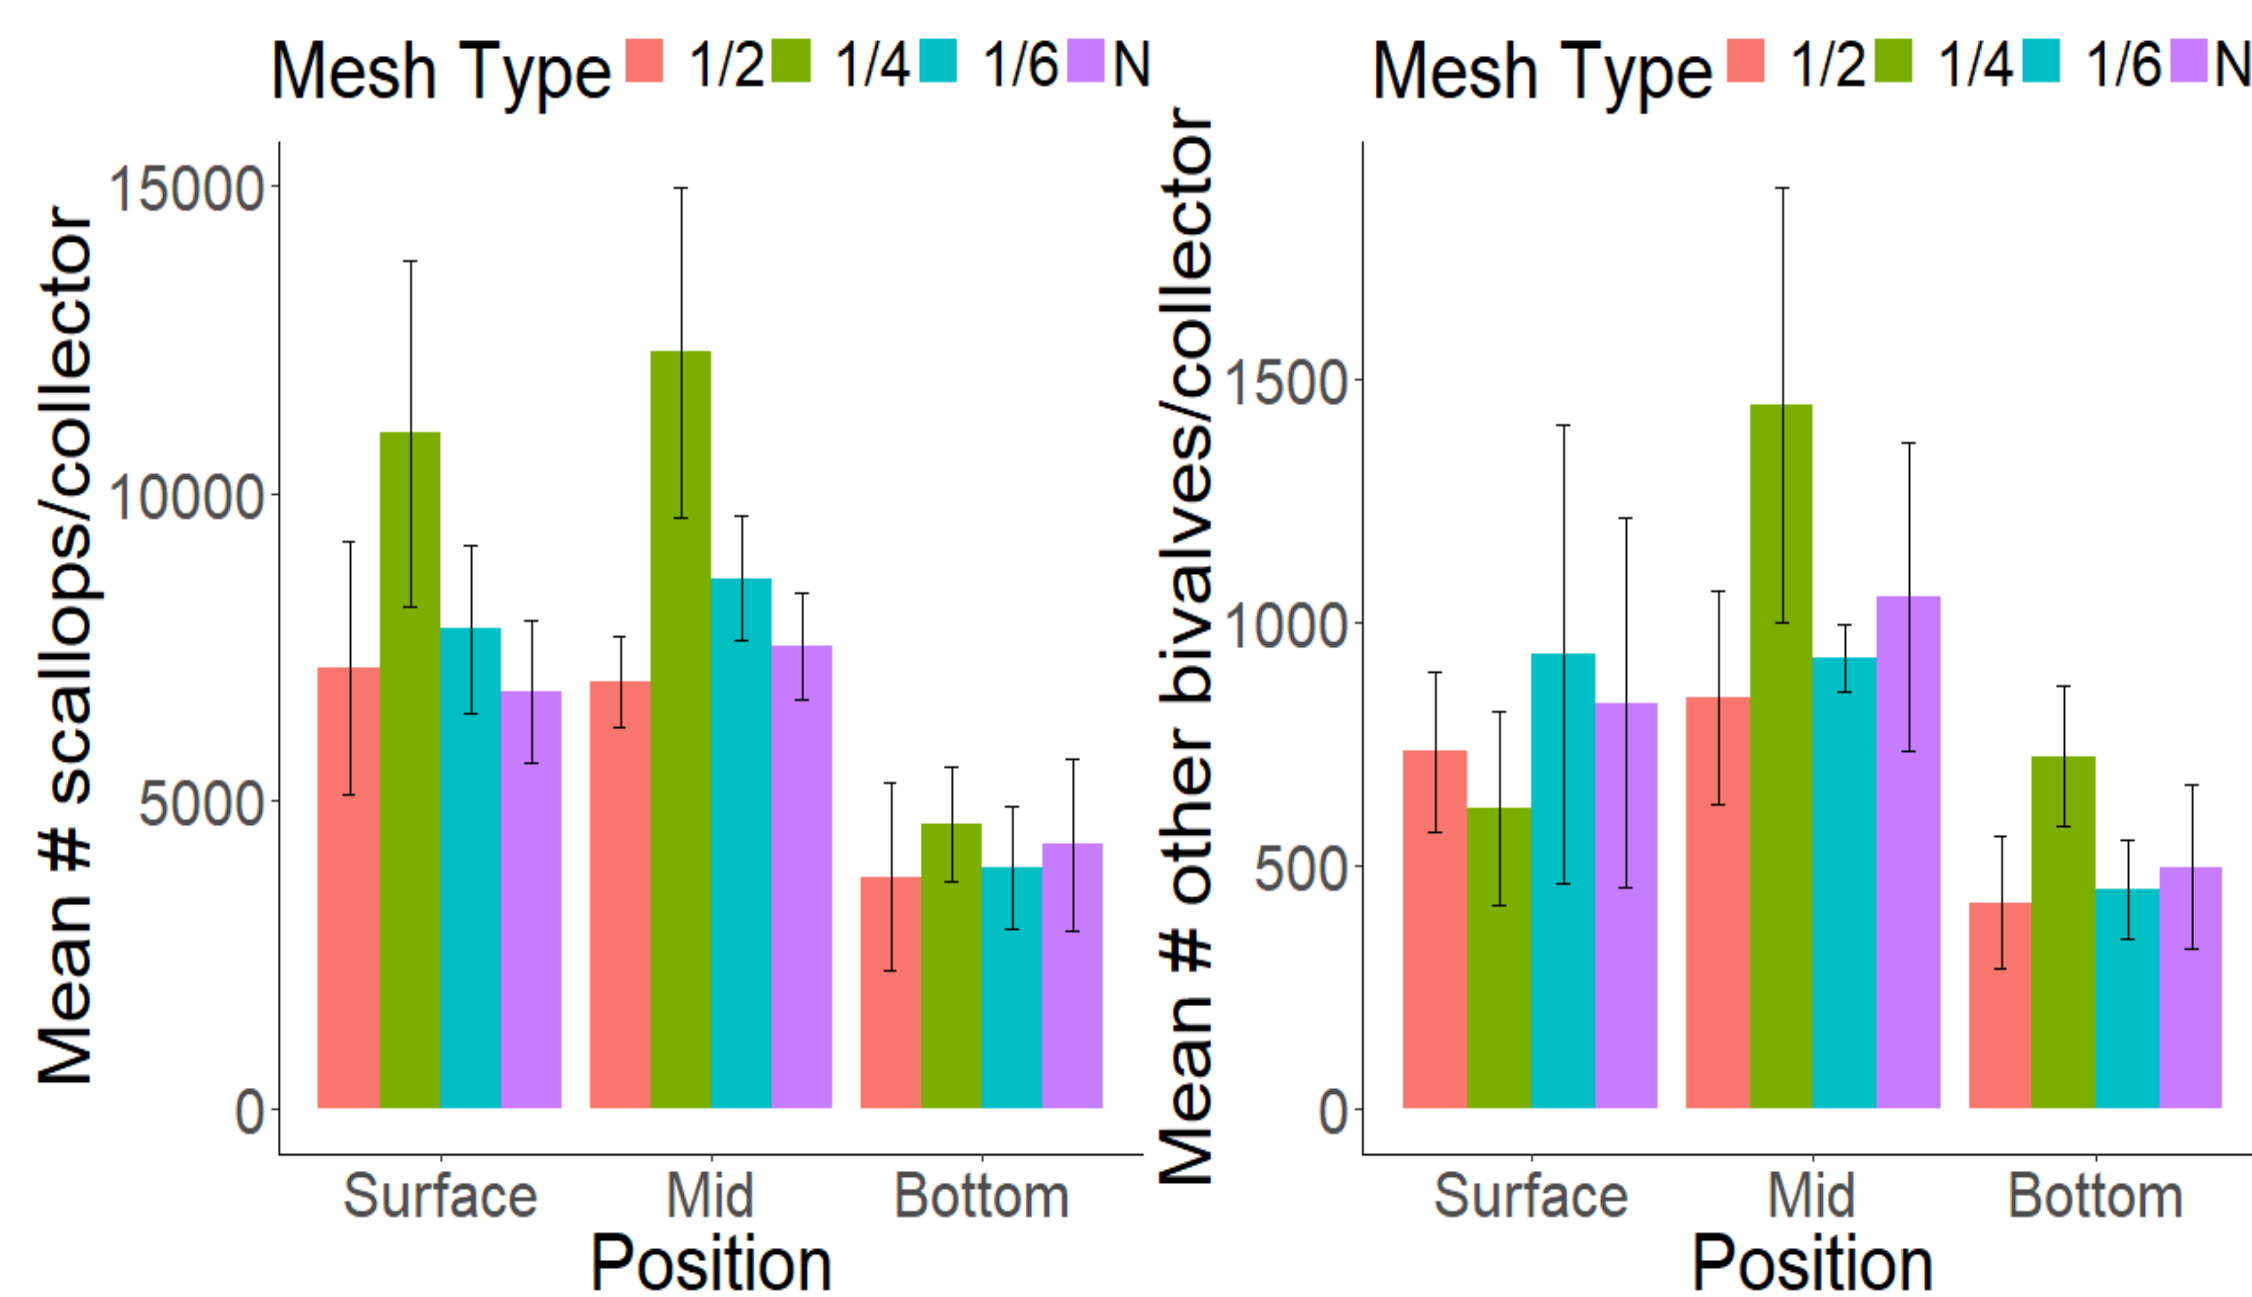 Mesh Type 1/2 1/4 1/6 N
Mean # scallops/collector
15000
10000
5000
0
Surface Mid Bottom
Position
Mesh Type 1/2 1/4 1/6 N
Mean # other bivalves/collector
1500
1000
500
0
Surface Mid Bottom
Position